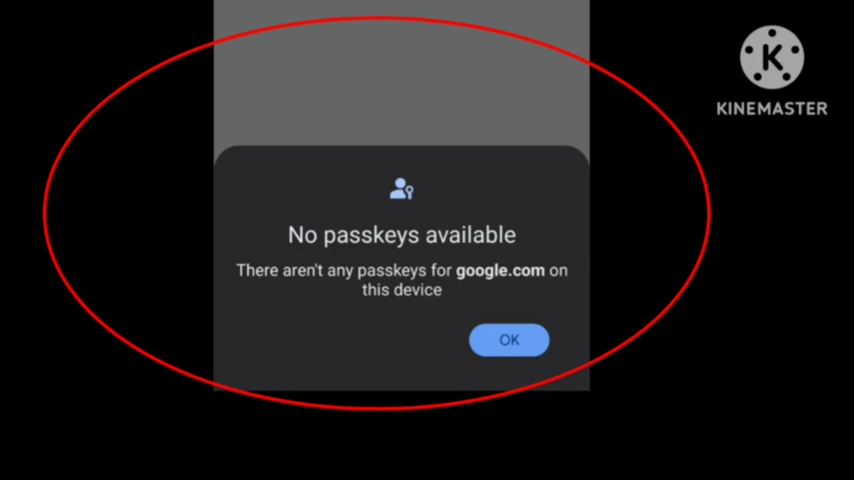 K
KINEMASTER
No passkeys available
There aren't any passkeys for google.com on
this device
OK